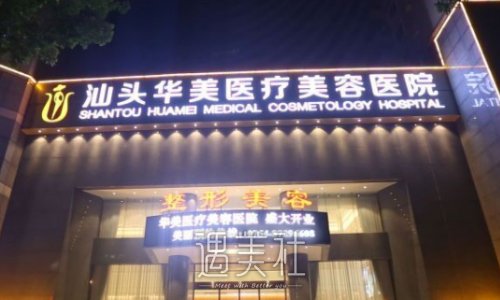 汕头华美医疗美容医院
SHANTOU HUAMEI MEDICAL COSMETOLOGY HOSPITAL
整形美容
华美医疗美容医院 盛大开业
美丽
遇美社
Meet with Better you